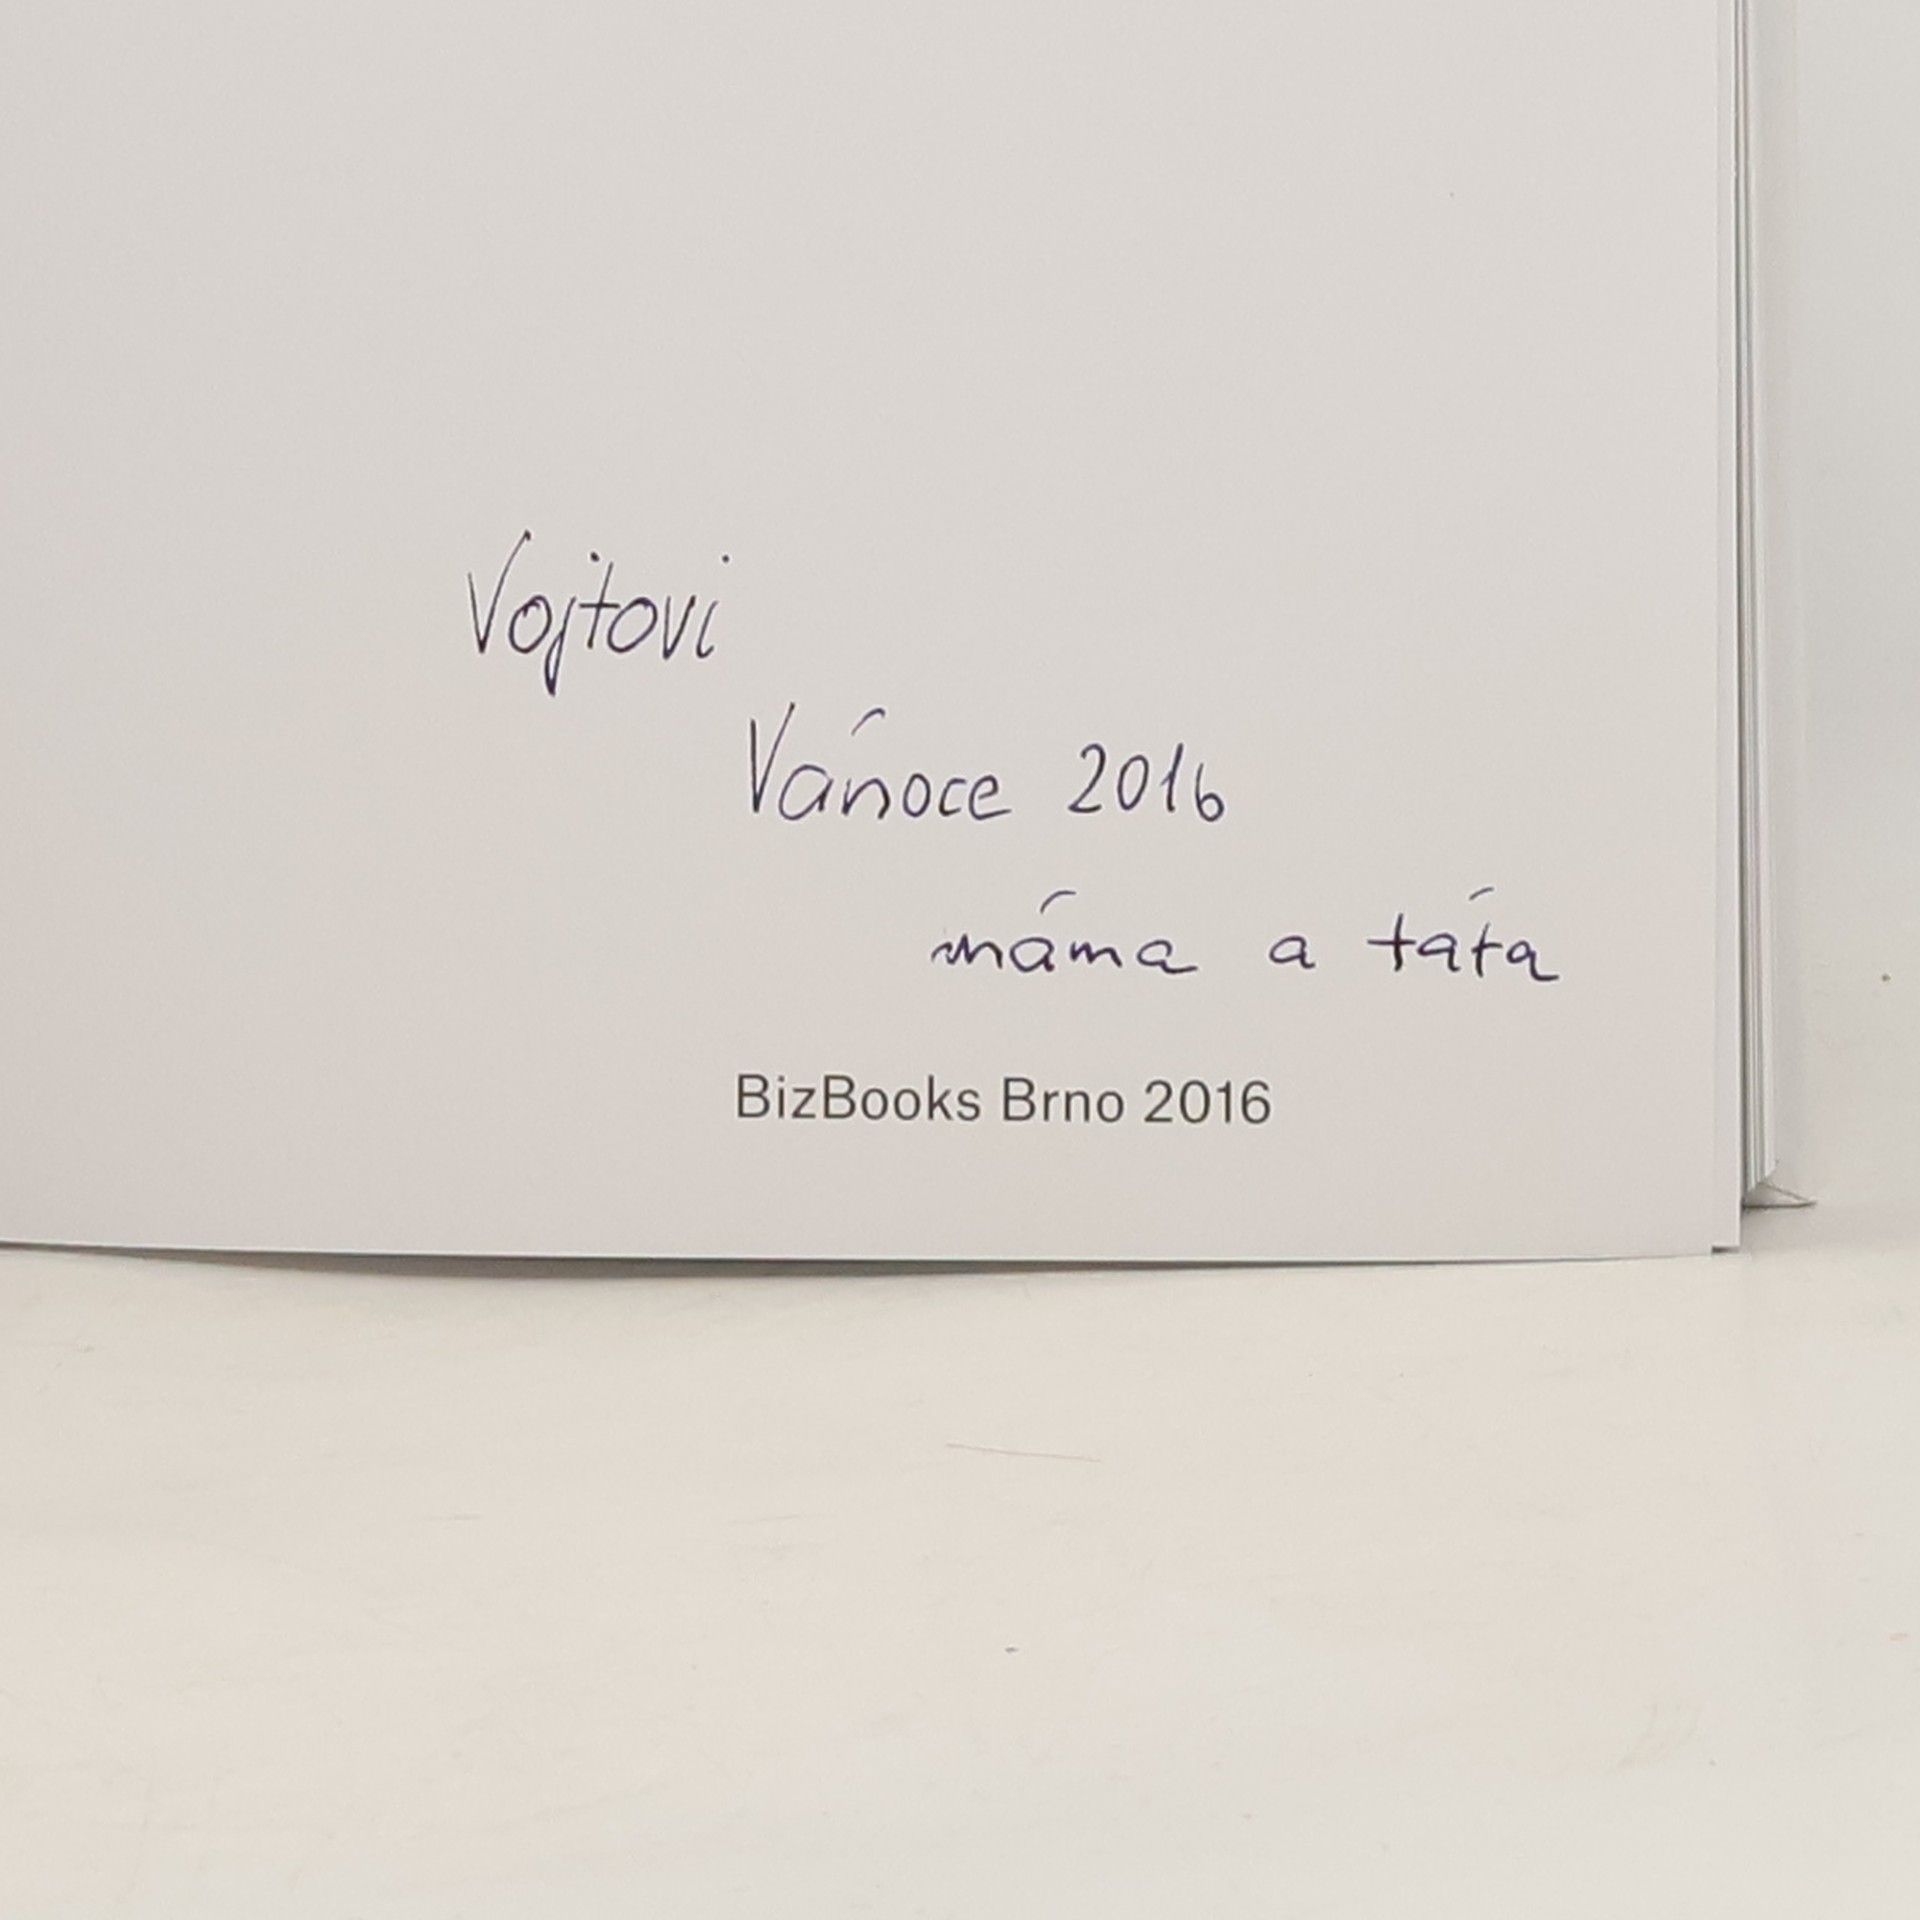 Vojtovi
Vánoce 2016
máma a táta
BizBooks Brno 2016